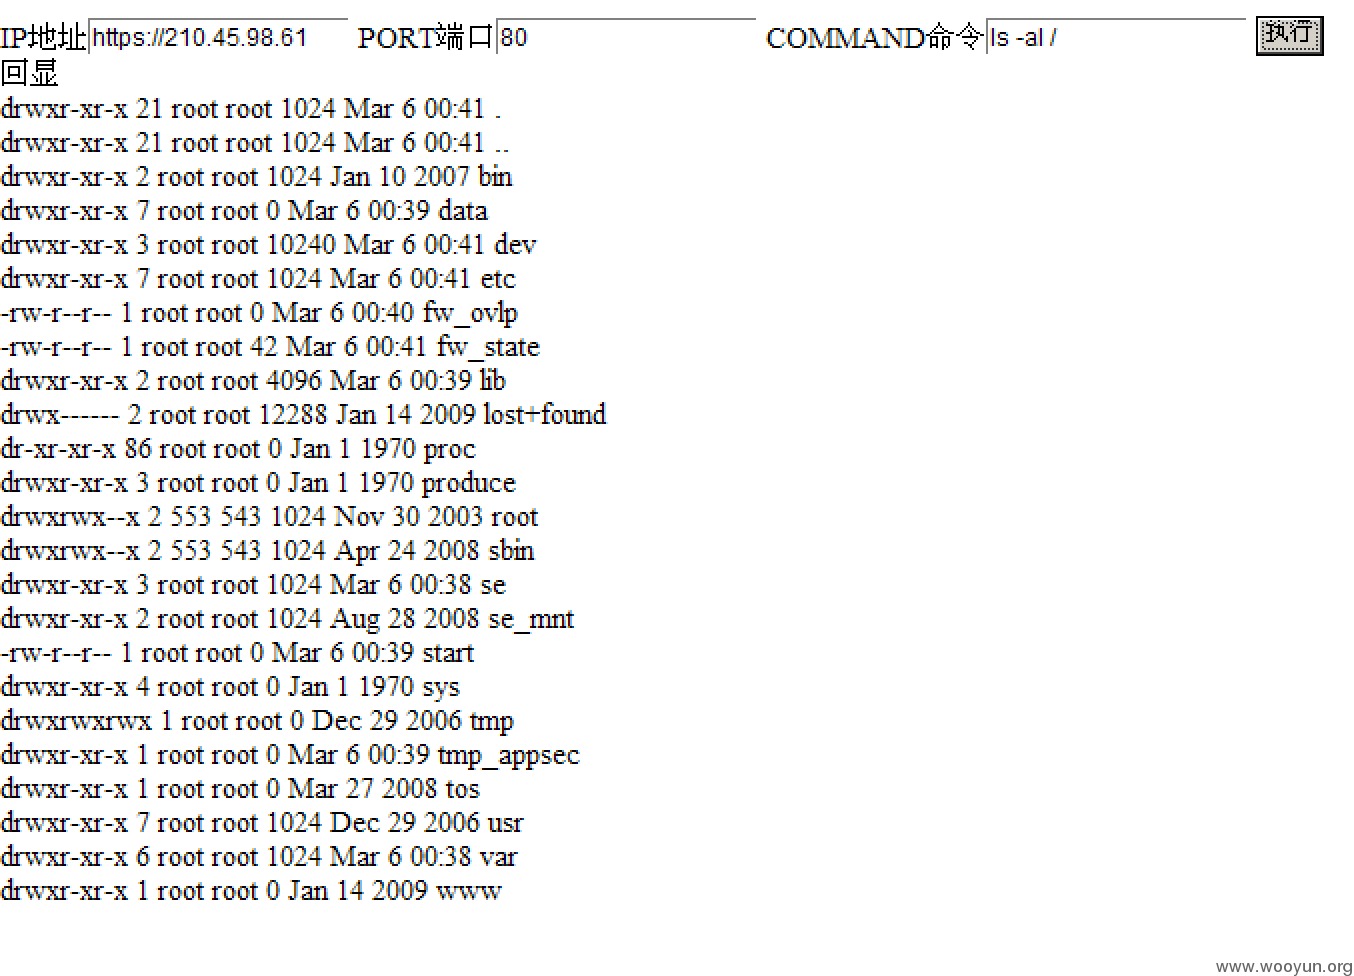 IP地址 https://210.45.98.61 PORT端口 80 COMMAND命令 ls -al / 执行
回显
drwxr-xr-x 21 root root 1024 Mar 6 00:41 .
drwxr-xr-x 21 root root 1024 Mar 6 00:41 ..
drwxr-xr-x 2 root root 1024 Jan 10 2007 bin
drwxr-xr-x 7 root root 0 Mar 6 00:39 data
drwxr-xr-x 3 root root 10240 Mar 6 00:41 dev
drwxr-xr-x 7 root root 1024 Mar 6 00:41 etc
-rw-r--r-- 1 root root 0 Mar 6 00:40 fw_ovlp
-rw-r--r-- 1 root root 42 Mar 6 00:41 fw_state
drwxr-xr-x 2 root root 4096 Mar 6 00:39 lib
drwx------ 2 root root 12288 Jan 14 2009 lost+found
dr-xr-xr-x 86 root root 0 Jan 1 1970 proc
drwxr-xr-x 3 root root 0 Jan 1 1970 produce
drwxrwx--x 2 553 543 1024 Nov 30 2003 root
drwxrwx--x 2 553 543 1024 Apr 24 2008 sbin
drwxr-xr-x 3 root root 1024 Mar 6 00:38 se
drwxr-xr-x 2 root root 1024 Aug 28 2008 se_mnt
-rw-r--r-- 1 root root 0 Mar 6 00:39 start
drwxr-xr-x 4 root root 0 Jan 1 1970 sys
drwxrwxrwx 1 root root 0 Dec 29 2006 tmp
drwxr-xr-x 1 root root 0 Mar 6 00:39 tmp_appsec
drwxr-xr-x 1 root root 0 Mar 27 2008 tos
drwxr-xr-x 7 root root 1024 Dec 29 2006 usr
drwxr-xr-x 6 root root 1024 Mar 6 00:38 var
drwxr-xr-x 1 root root 0 Jan 14 2009 www
www.wooyun.org